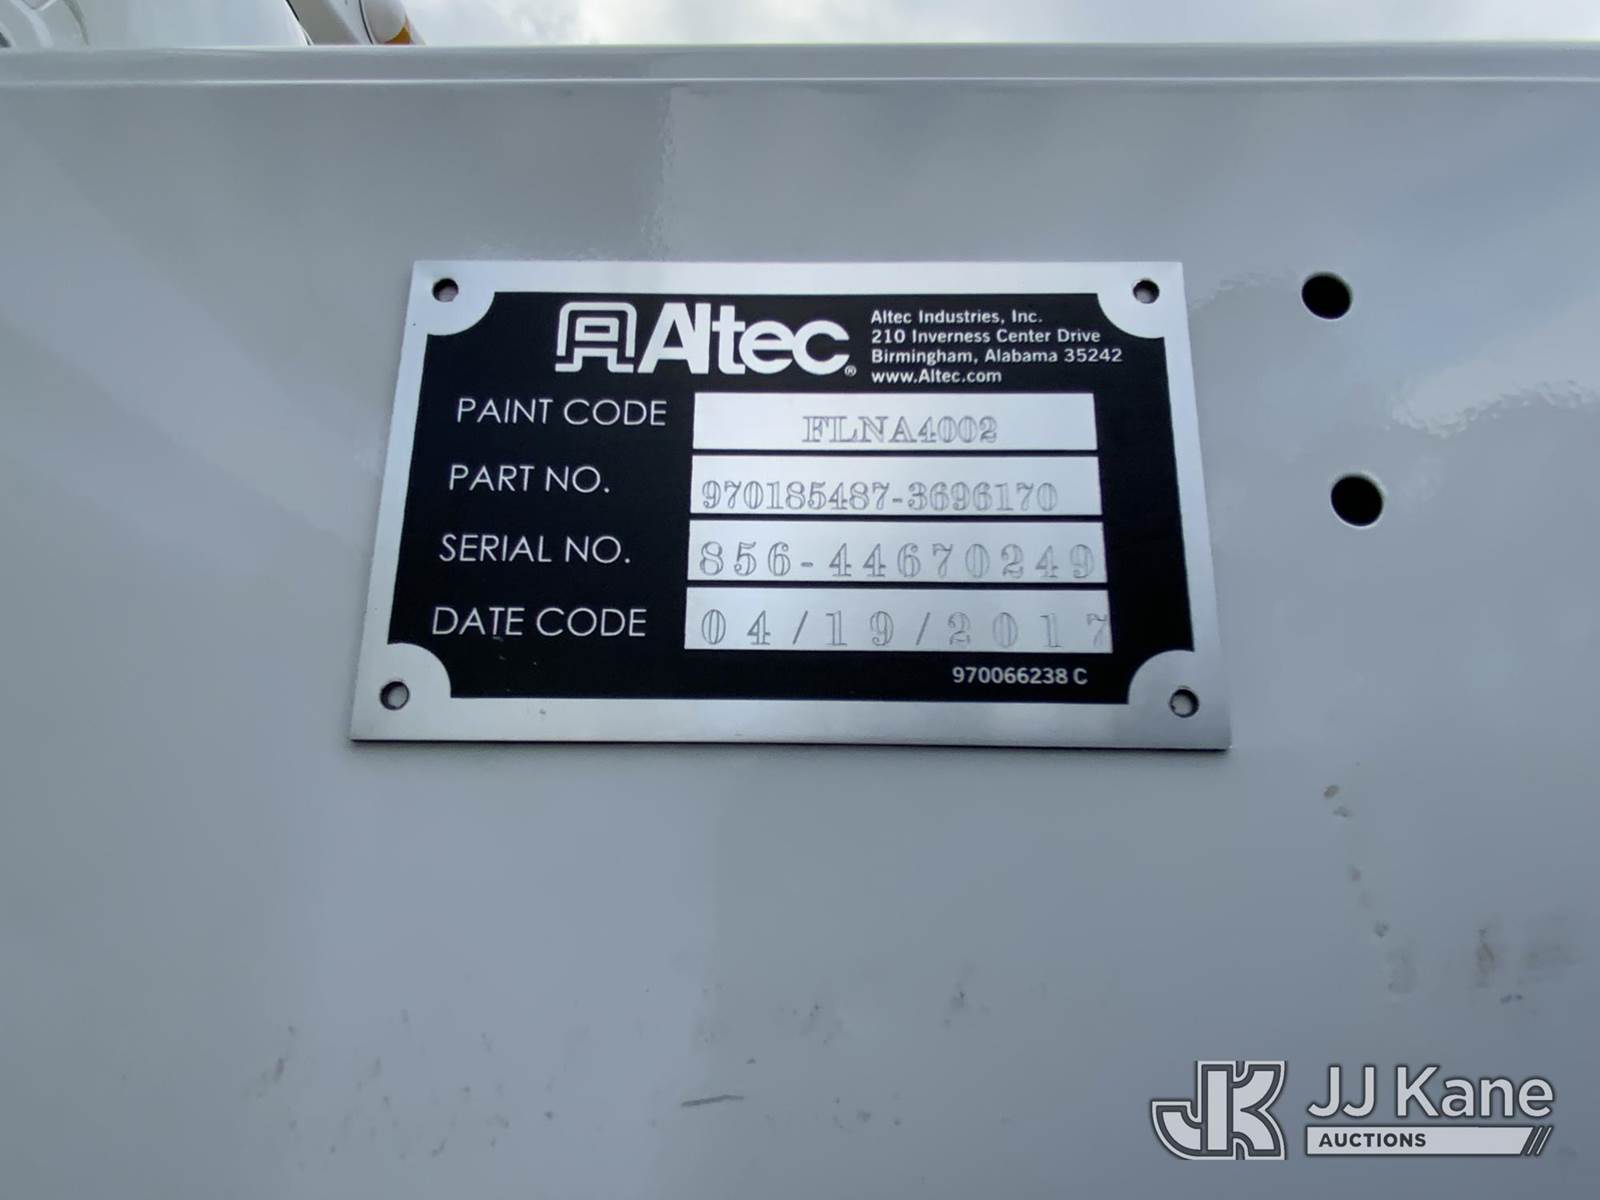 Altec®
Altec Industries, Inc.
210 Inverness Center Drive
Birmingham, Alabama 35242
www.Altec.com
PAINT CODE FLNA4002
PART NO. 970185487-3696170
SERIAL NO. 856-44670249
DATE CODE 04/19/2017
970066238 C
JK JJ Kane
AUCTIONS